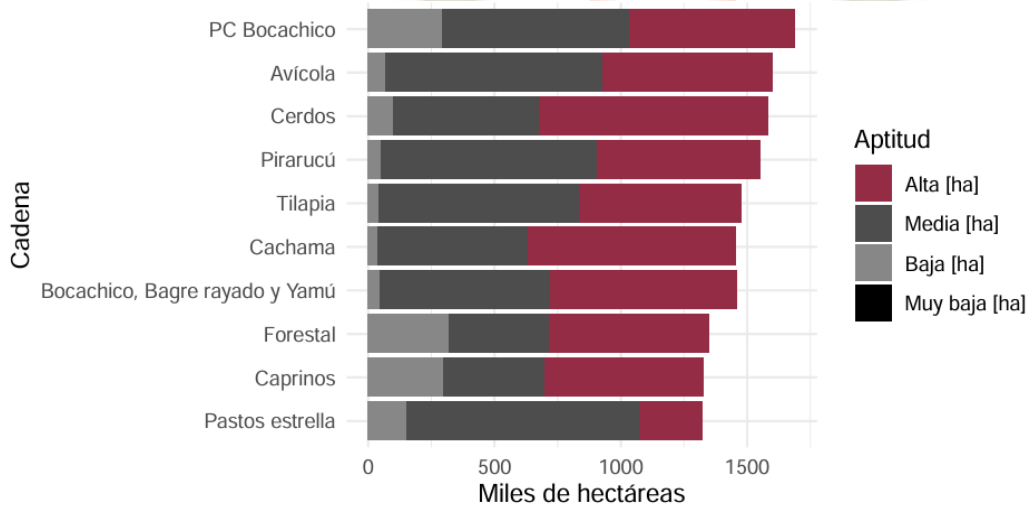 PC Bocachico
Avícola
Cerdos
Pirarucú
Tilapia
Cachama
Bocachico, Bagre rayado y Yamú
Forestal
Caprinos
Pastos estrella
Cadena
0 500 1000 1500
Miles de hectáreas
Aptitud
Alta [ha]
Media [ha]
Baja [ha]
Muy baja [ha]